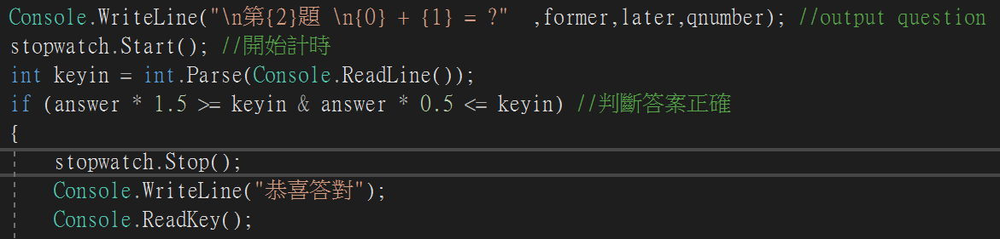 Console.WriteLine("\n第{2}題 \n{0} + {1} = ?"  ,former,later,qnumber); //output question
stopwatch.Start(); //開始計時
int keyin = int.Parse(Console.ReadLine());
if (answer * 1.5 >= keyin & answer * 0.5 <= keyin) //判斷答案正確
{
    stopwatch.Stop();
    Console.WriteLine("恭喜答對");
    Console.ReadKey();